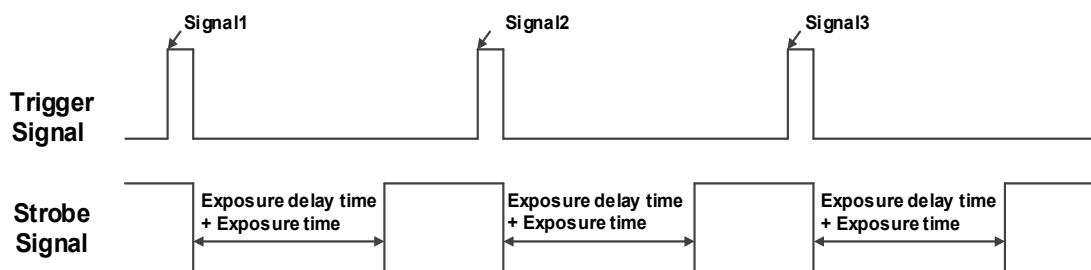 Signal1
Signal2
Signal3
Trigger
Signal
Exposure delay time
+ Exposure time
Exposure delay time
+ Exposure time
Exposure delay time
+ Exposure time
Strobe
Signal